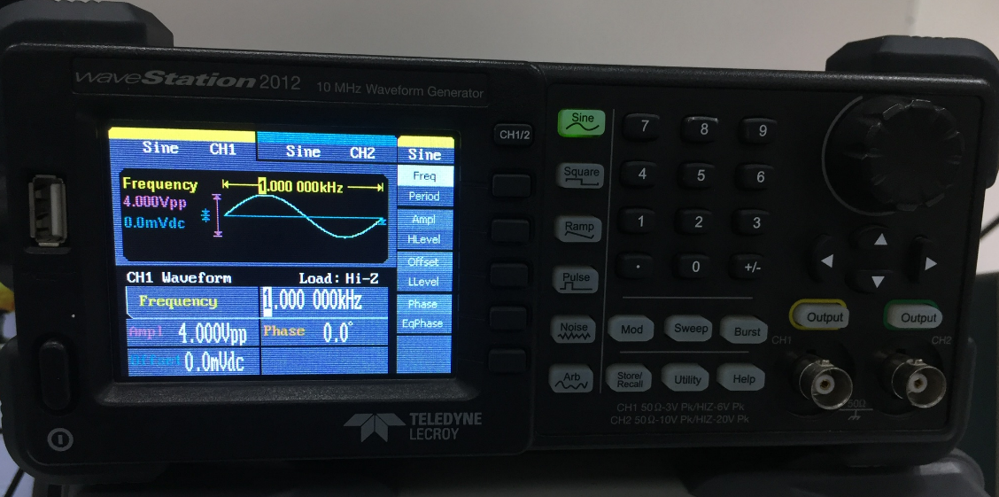 waveStation 2012 10 MHz Waveform Generator
Sine CH1 Sine CH2 Sine
Frequency 1.000 000kHz
4.000Vpp
0.0mVdc
Freq
Period
Ampl
HLevel
Offset
LLevel
Phase
EqPhase
CH1 Waveform Load: Hi-Z
Frequency 1.000 000kHz
Ampl 4.000Vpp Phase 0.0°
Offset 0.0mVdc
TELEDYNE
LECROY
CH1/2
Sine
Square
Ramp
Pulse
Noise
Arb
7 8 9
4 5 6
1 2 3
. 0 +/-
Mod Sweep Burst
Store/
Recall
Utility Help
Output Output
CH1 CH2
50Ω
CH1 50Ω-3V Pk/HIZ-6V Pk
CH2 50Ω-10V Pk/HIZ-20V Pk